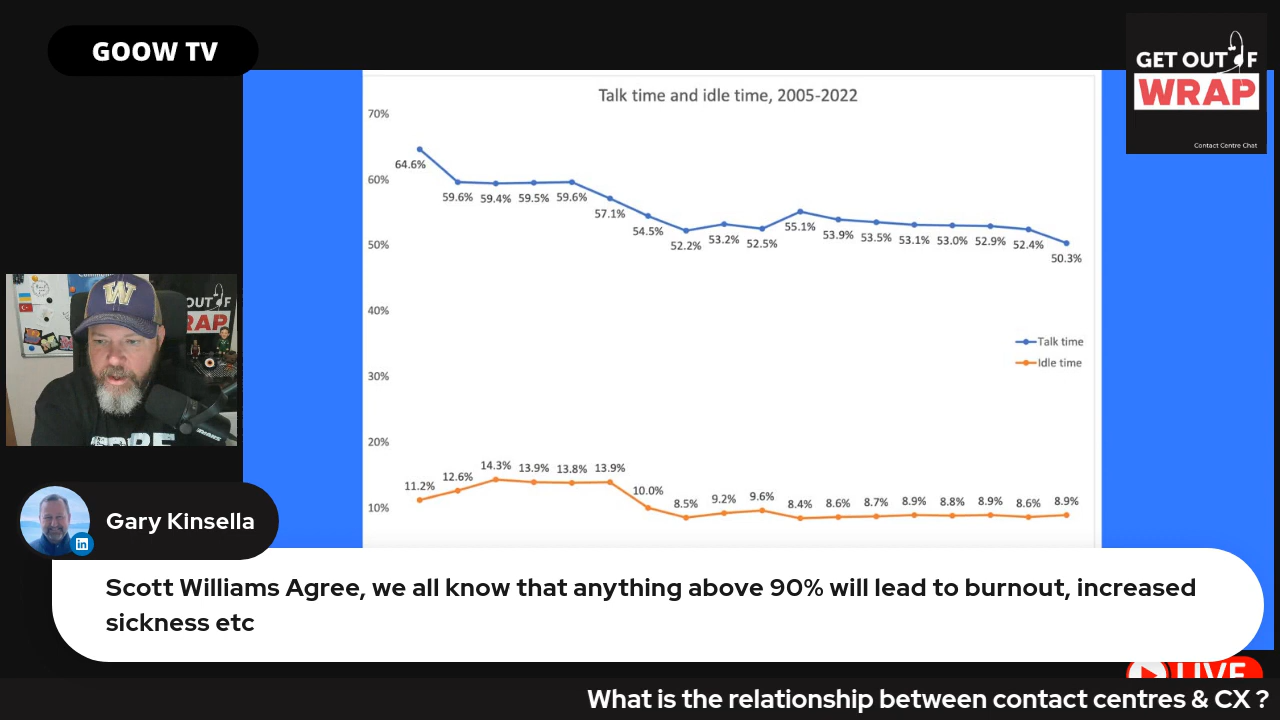 GOOW TV
GET OUT OF
WRAP
Contact Centre Chat
Talk time and idle time, 2005-2022
70%
64.6%
60%
59.6% 59.4% 59.5% 59.6%
57.1%
54.5%
52.2% 53.2% 52.5%
55.1%
53.9% 53.5% 53.1% 53.0% 52.9% 52.4%
50.3%
50%
40%
Talk time
Idle time
30%
20%
11.2% 12.6% 14.3% 13.9% 13.8% 13.9%
10.0%
8.5% 9.2% 9.6% 8.4% 8.6% 8.7% 8.9% 8.8% 8.9% 8.6% 8.9%
10%
W
OUT OF
RAP
Gary Kinsella
in
Scott Williams Agree, we all know that anything above 90% will lead to burnout, increased
sickness etc
LIVE
What is the relationship between contact centres & CX ?